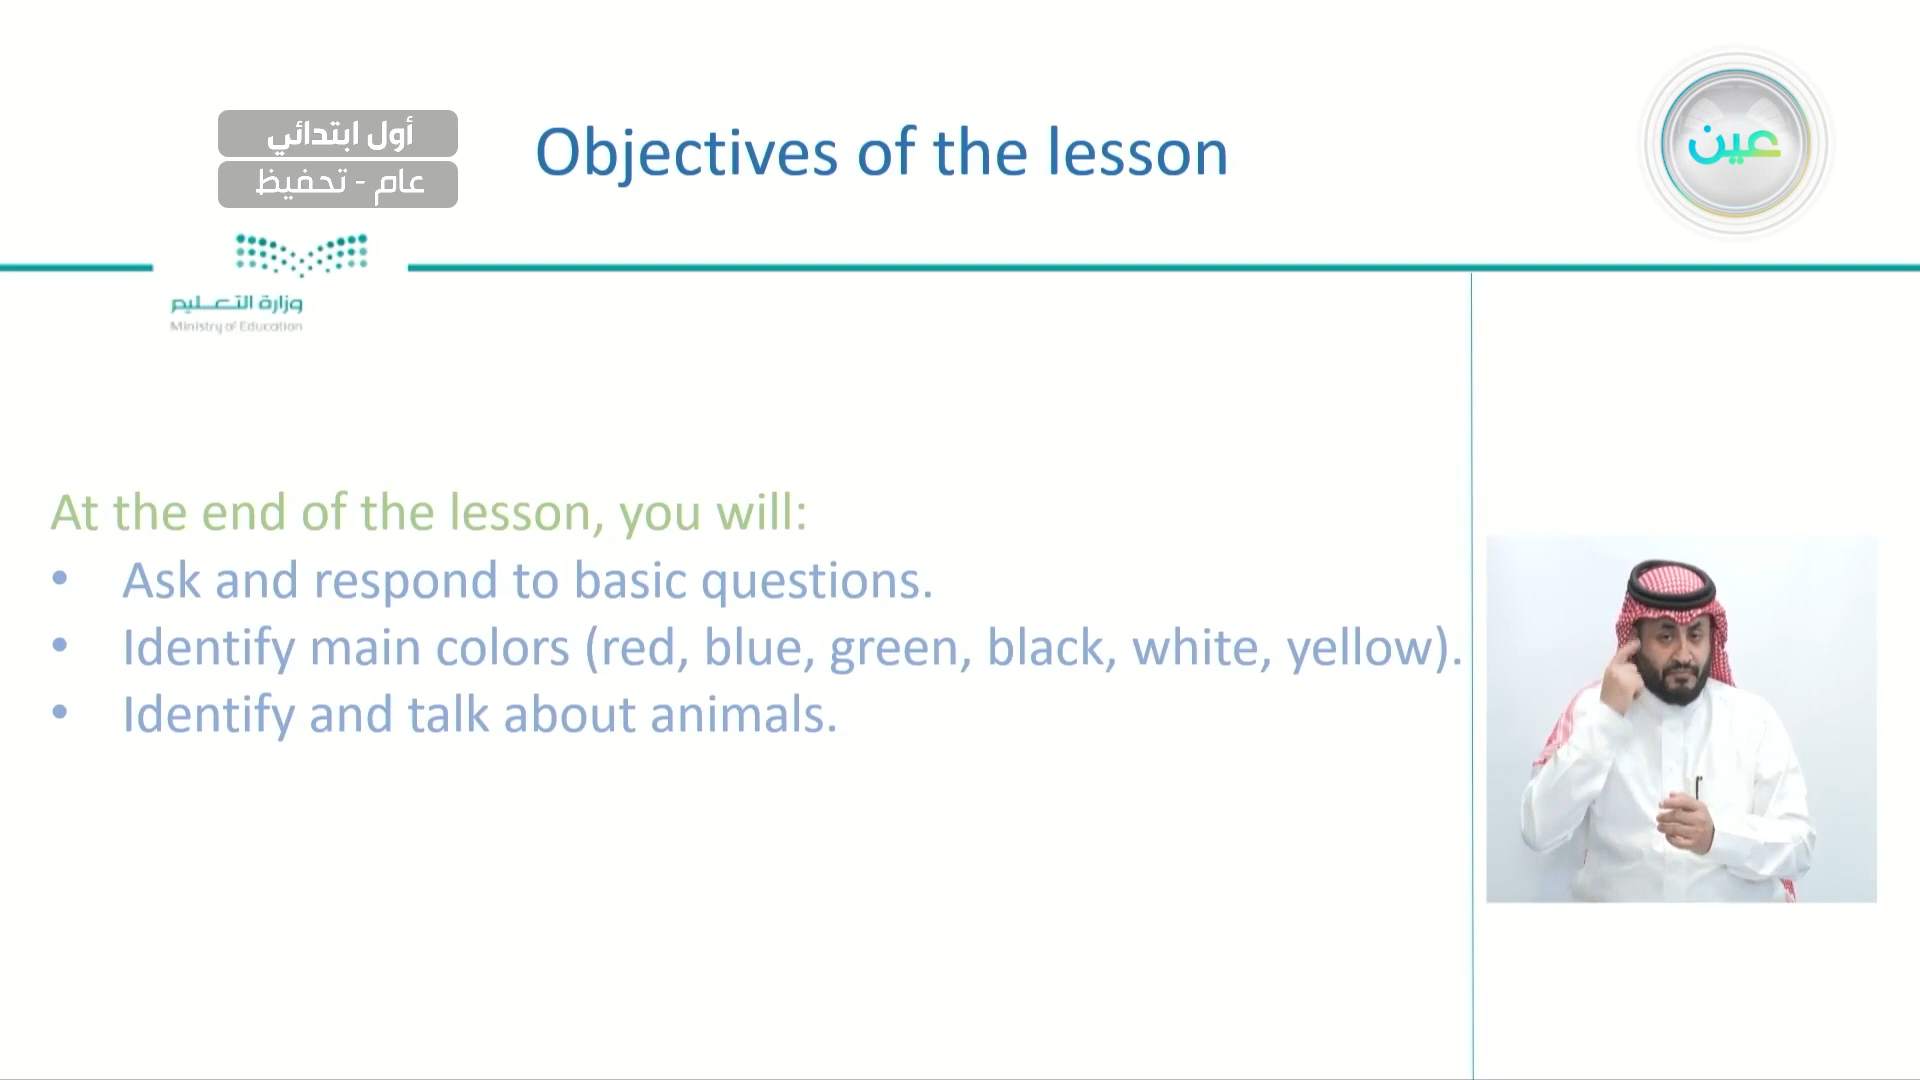 أول ابتدائي
عام - تحفيظ
Objectives of the lesson
عين
وزارة التعليم
Ministry of Education
At the end of the lesson, you will:
• Ask and respond to basic questions.
• Identify main colors (red, blue, green, black, white, yellow).
• Identify and talk about animals.